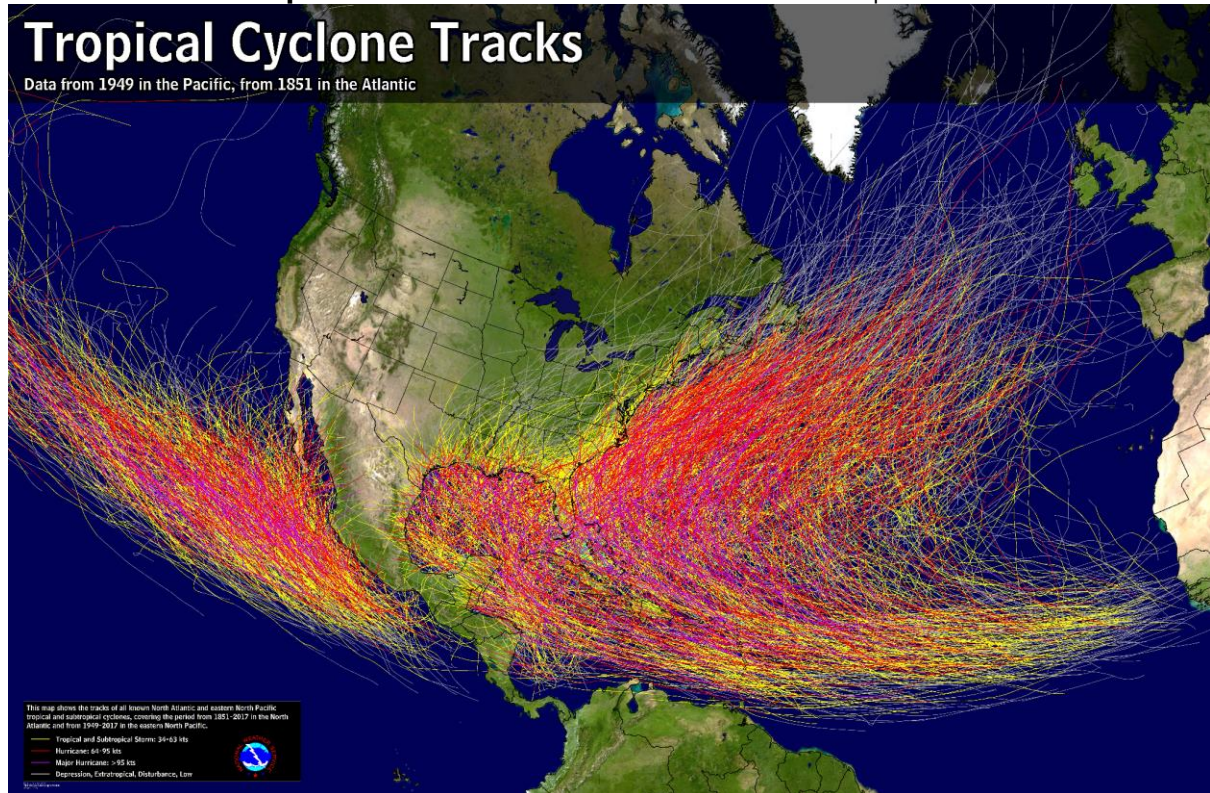 Tropical Cyclone Tracks
Data from 1949 in the Pacific, from 1851 in the Atlantic
This map shows the tracks of all known North Atlantic and eastern North Pacific
tropical and subtropical cyclones, covering the period from 1851-2017 in the North
Atlantic and from 1949-2017 in the eastern North Pacific.
Tropical and Subtropical Storm: 34-63 kts
Hurricane: 64-95 kts
Major Hurricane: >95 kts
Depression, Extratropical, Disturbance, Low